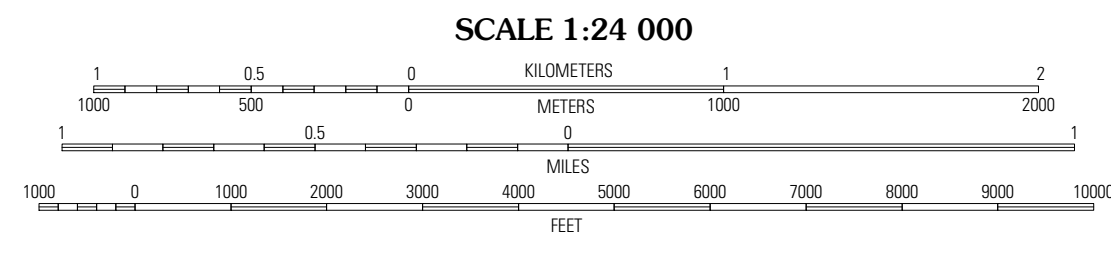 SCALE 1:24 000
1 0.5 0 KILOMETERS 1 2
1000 500 0 METERS 1000 2000
1 0.5 0 1
MILES
1000 0 1000 2000 3000 4000 5000 6000 7000 8000 9000 10000
FEET